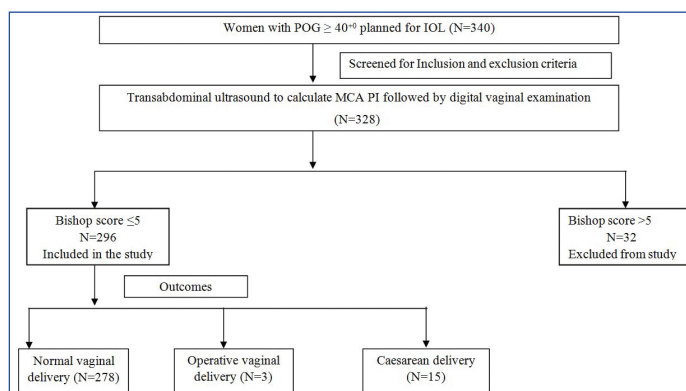 Women with POG ≥ 40⁺⁰ planned for IOL (N=340)
Screened for Inclusion and exclusion criteria
Transabdominal ultrasound to calculate MCA PI followed by digital vaginal examination
(N=328)
Bishop score ≤5
N=296
Included in the study
Bishop score >5
N=32
Excluded from study
Outcomes
Normal vaginal
delivery (N=278)
Operative vaginal
delivery (N=3)
Caesarean delivery
(N=15)